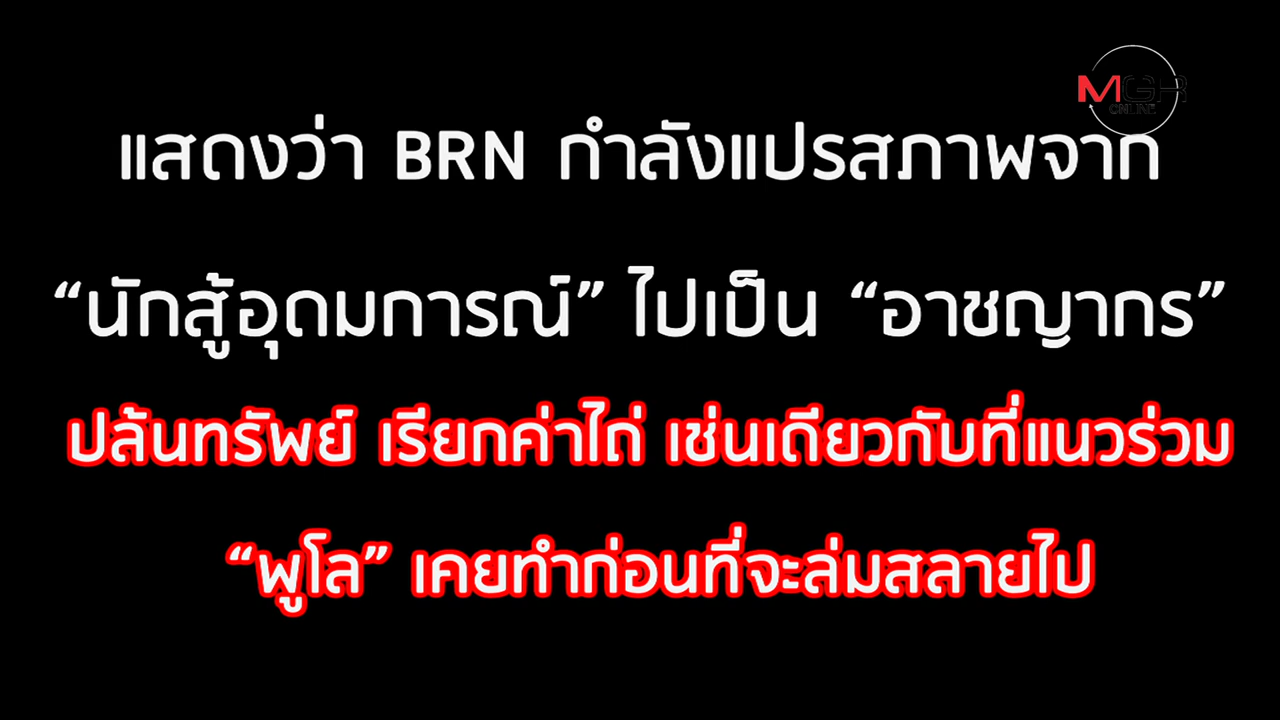 MGR
ONLINE
แสดงว่า BRN กำลังแปรสภาพจาก
“นักสู้อุดมการณ์” ไปเป็น “อาชญากร”
ปล้นทรัพย์ เรียกค่าไถ่ เช่นเดียวกับที่แนวร่วม
“พูโล” เคยทำก่อนที่จะล่มสลายไป